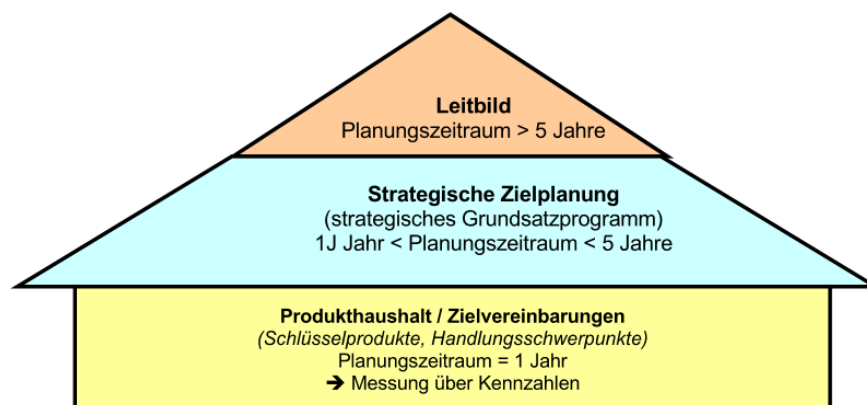 Leitbild
Planungszeitraum > 5 Jahre
Strategische Zielplanung
(strategisches Grundsatzprogramm)
1J Jahr < Planungszeitraum < 5 Jahre
Produkthaushalt / Zielvereinbarungen
(Schlüsselprodukte, Handlungsschwerpunkte)
Planungszeitraum = 1 Jahr
➔ Messung über Kennzahlen